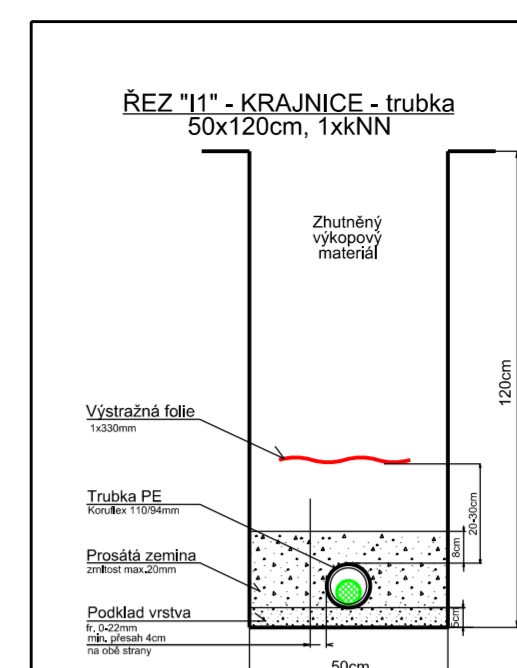 ŘEZ "I1" - KRAJNICE - trubka
50x120cm, 1xkNN
Zhutněný
výkopový
materiál
120cm
Výstražná folie
1x330mm
20-30cm
Trubka PE
Koruflex 110/94mm
8cm
Prosátá zemina
zrnitost max.20mm
Podklad vrstva
fr. 0-22mm
min. přesah 4cm
na obě strany
5cm
50cm